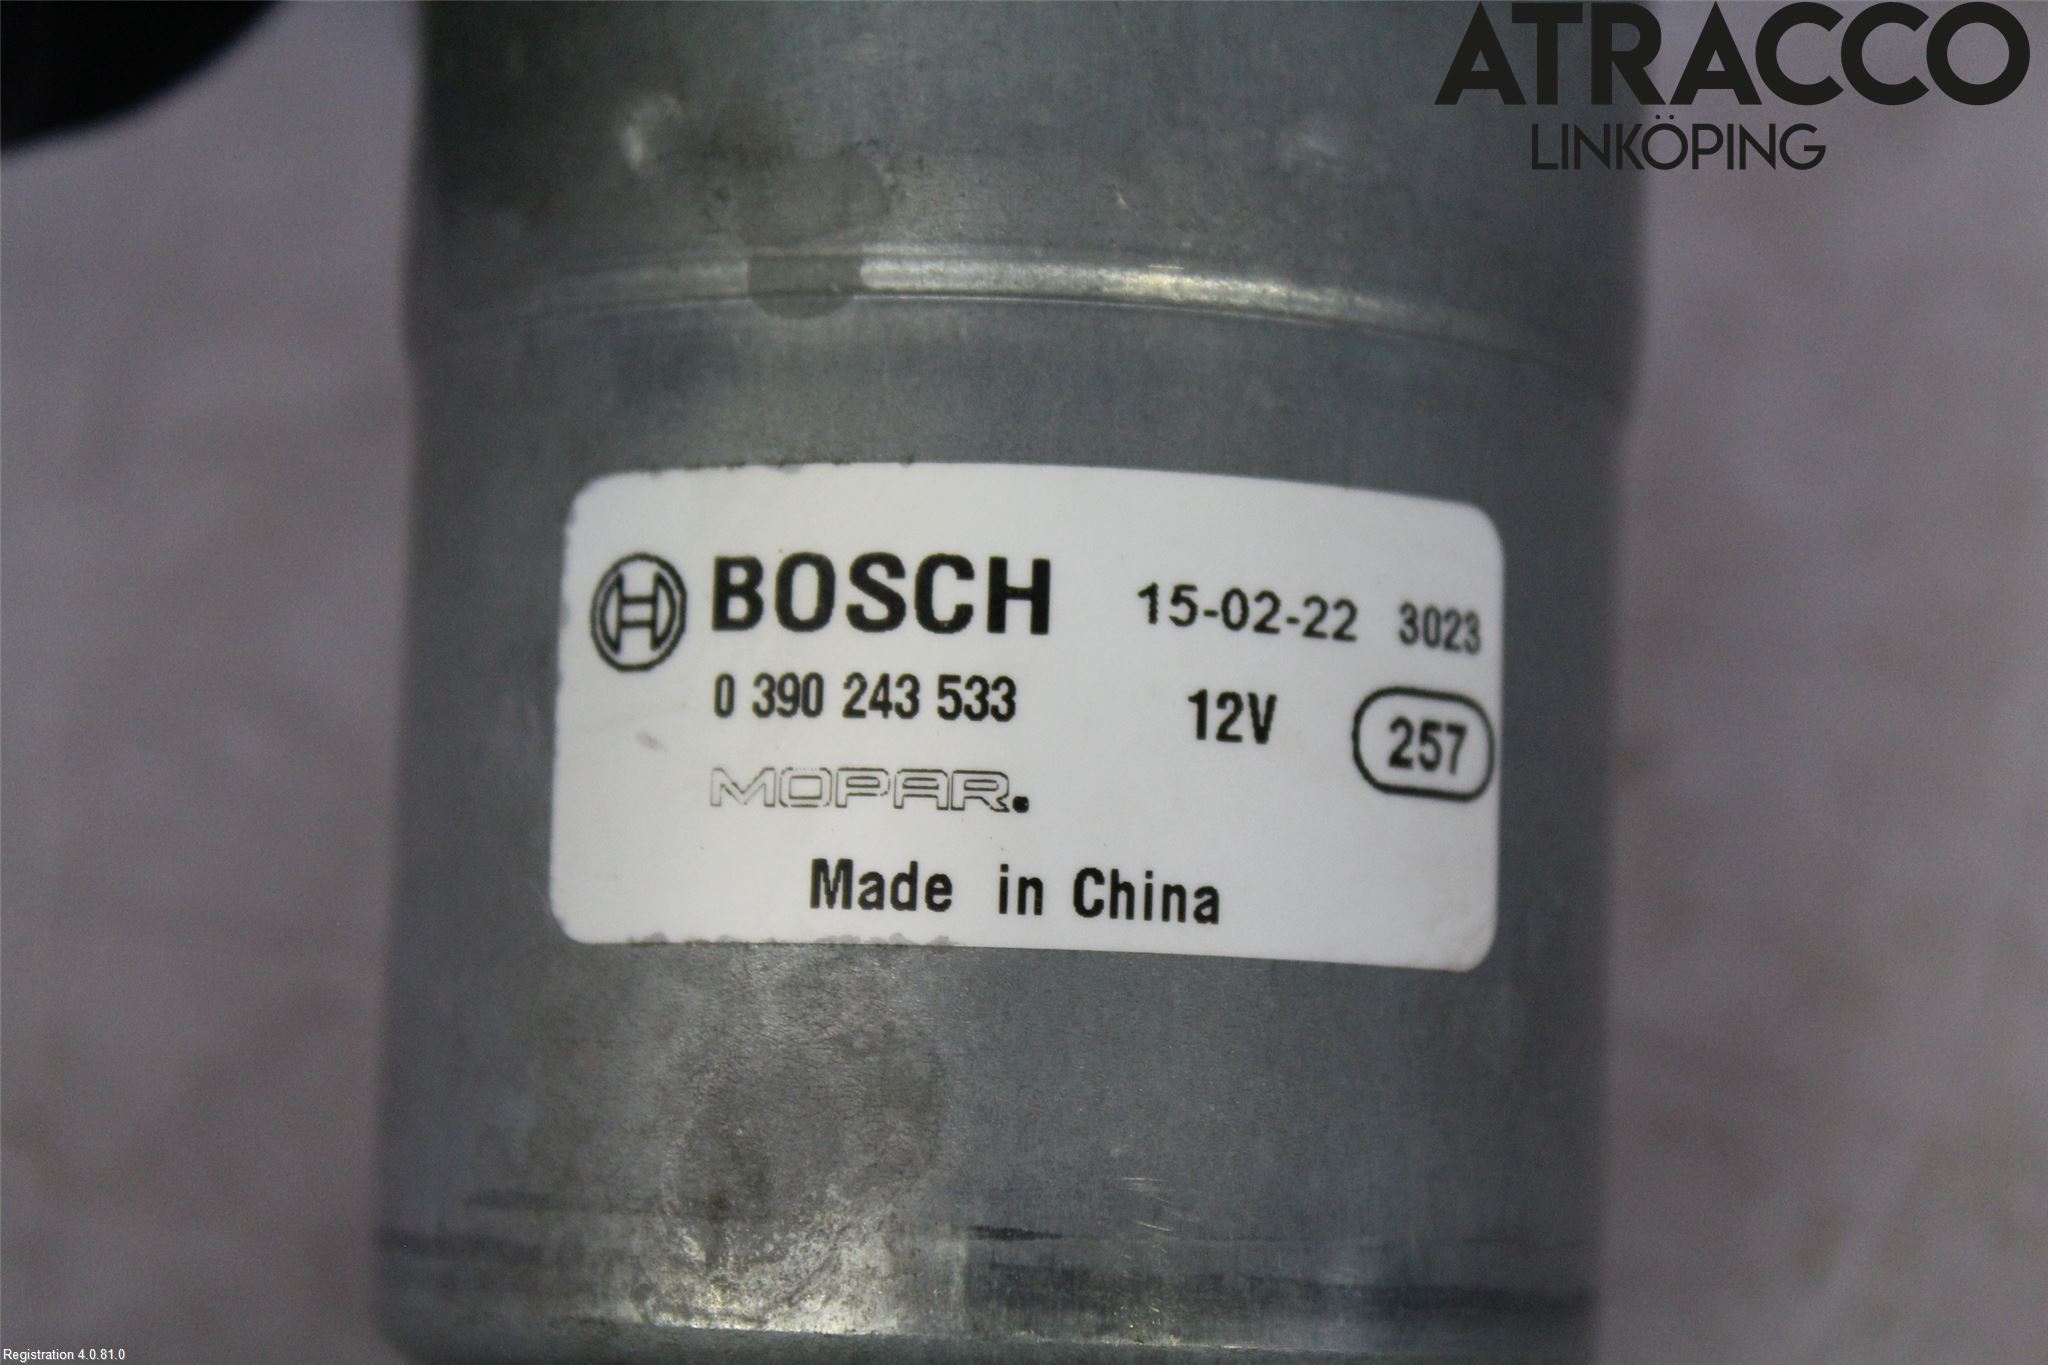 ATRACCO
LINKÖPING
BOSCH 15-02-22 3023
0 390 243 533 12V 257
MOPAR.
Made in China
Registration 4.0.81.0